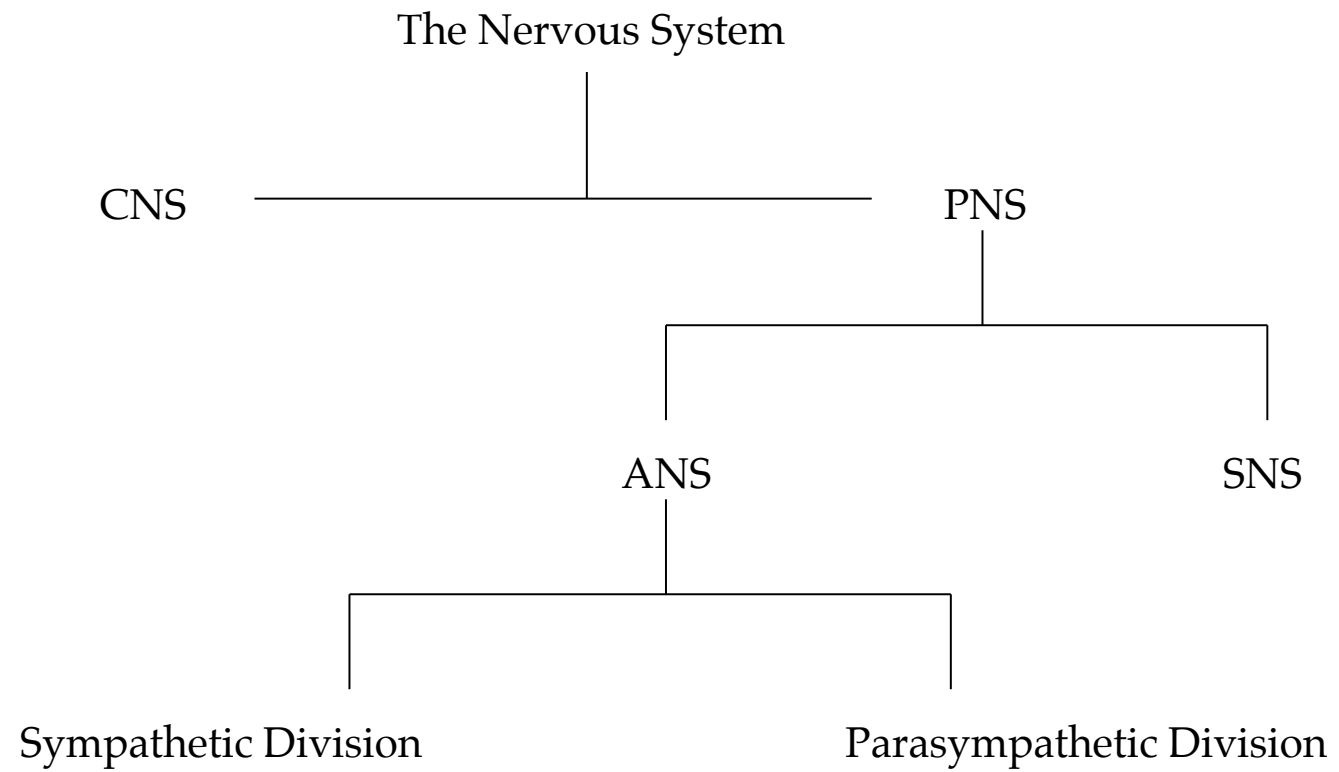 The Nervous System
CNS PNS
ANS SNS
Sympathetic Division Parasympathetic Division